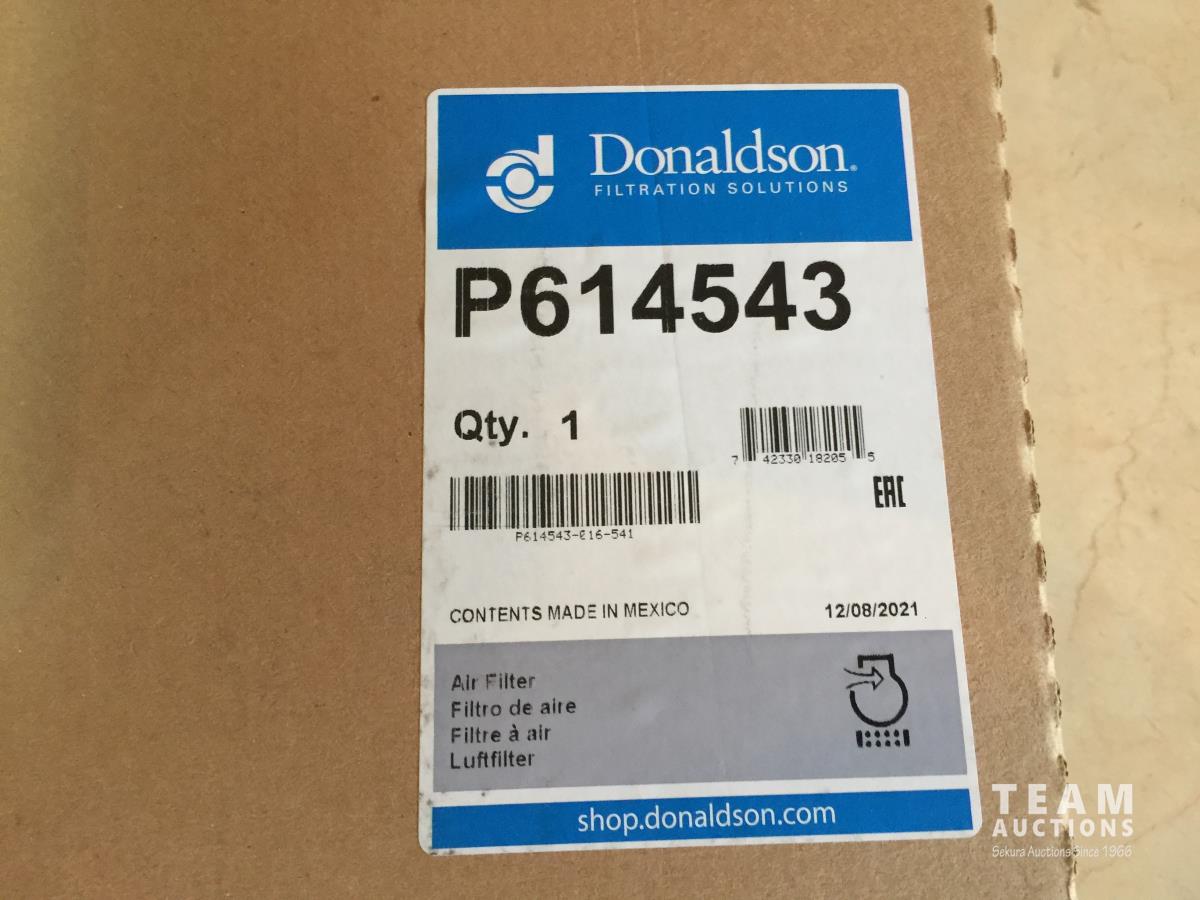 Donaldson®
FILTRATION SOLUTIONS
P614543
Qty. 1
7 42330 18205 5
EAC
P614543-016-541
CONTENTS MADE IN MEXICO
12/08/2021
Air Filter
Filtro de aire
Filtre à air
Luftfilter
shop.donaldson.com
TEAM
AUCTIONS
Sekura Auctions Since 1966